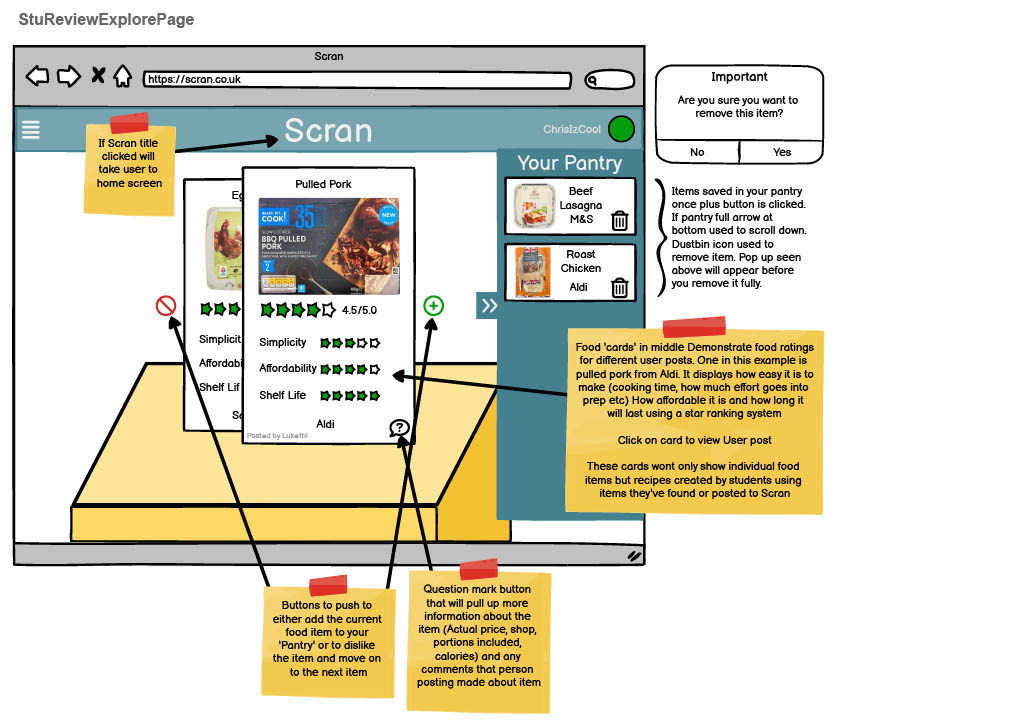 StuReviewExplorePage
Scran
https://scran.co.uk
Scran
ChrisIzCool
If Scran title
clicked will
take user to
home screen
Eg
Simplicit
Affordabi
Shelf Lif
Pulled Pork
COOK!
35
NEW
SLOW COOKED
BBQ PULLED
PORK
4.5/5.0
Simplicity
Affordability
Shelf Life
Aldi
Posted by Lukethi
?
Your Pantry
Beef
Lasagna
M&S
Roast
Chicken
Aldi
Important
Are you sure you want to
remove this item?
No
Yes
Items saved in your pantry
once plus button is clicked.
If pantry full arrow at
bottom used to scroll down.
Dustbin icon used to
remove item. Pop up seen
above will appear before
you remove it fully.
Food 'cards' in middle Demonstrate food ratings
for different user posts. One in this example is
pulled pork from Aldi. It displays how easy it is to
make (cooking time, how much effort goes into
prep etc) How affordable it is and how long it
will last using a star ranking system
Click on card to view User post
These cards wont only show individual food
items but recipes created by students using
items they've found or posted to Scran
Buttons to push to
either add the current
food item to your
'Pantry' or to dislike
the item and move on
to the next item
Question mark button
that will pull up more
information about the
item (Actual price, shop,
portions included,
calories) and any
comments that person
posting made about item